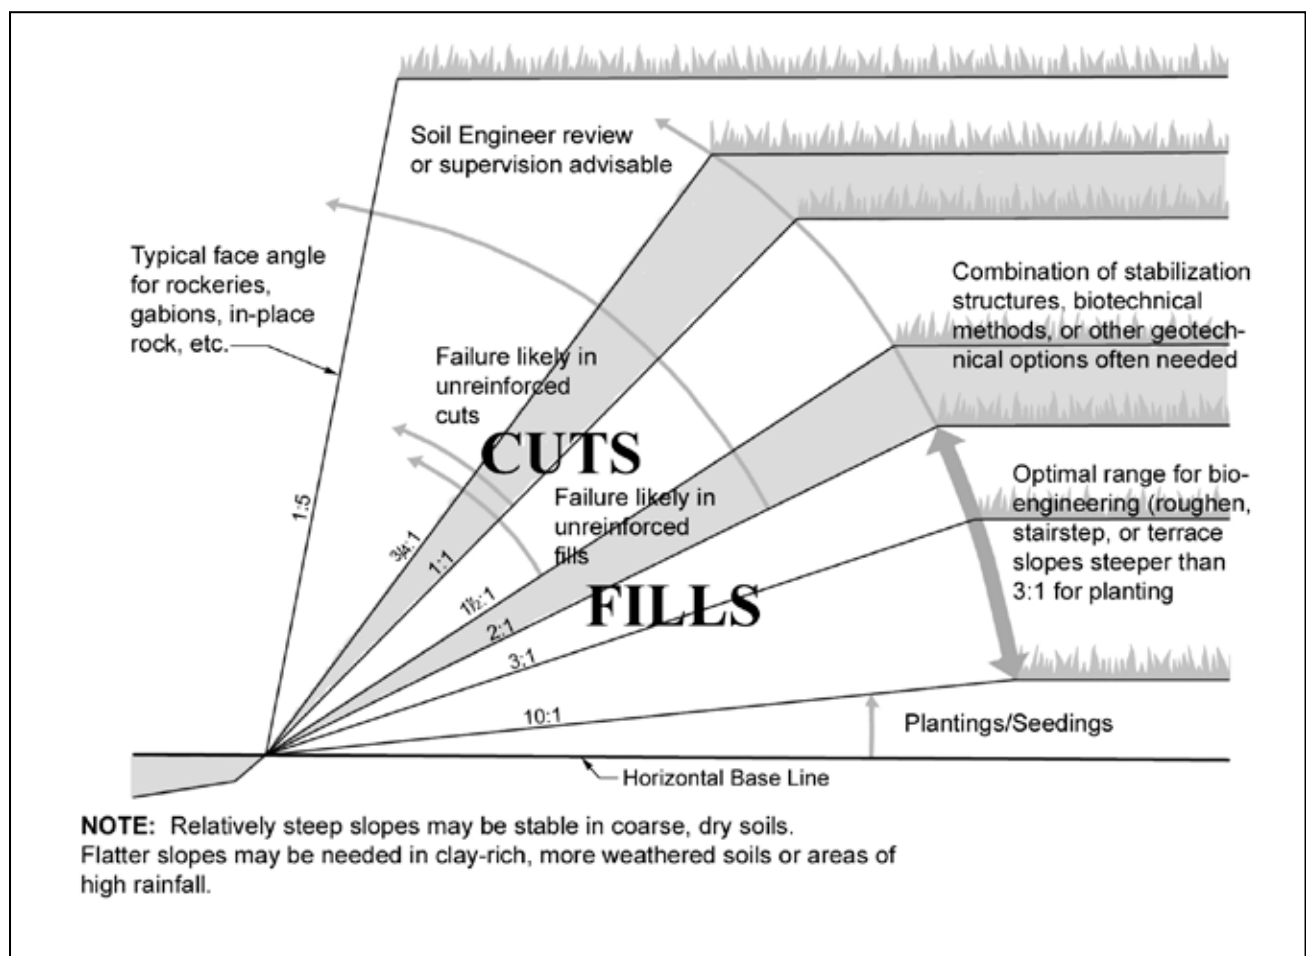 Soil Engineer review
or supervision advisable
Typical face angle
for rockeries,
gabions, in-place
rock, etc.
Combination of stabilization
structures, biotechnical
methods, or other geotech-
nical options often needed
Failure likely in
unreinforced
cuts
CUTS
Optimal range for bio-
engineering (roughen,
stairstep, or terrace
slopes steeper than
3:1 for planting
Failure likely in
unreinforced
fills
FILLS
1:5
¾:1
1:1
1½:1
2:1
3:1
10:1
Plantings/Seedings
Horizontal Base Line
NOTE: Relatively steep slopes may be stable in coarse, dry soils.
Flatter slopes may be needed in clay-rich, more weathered soils or areas of
high rainfall.